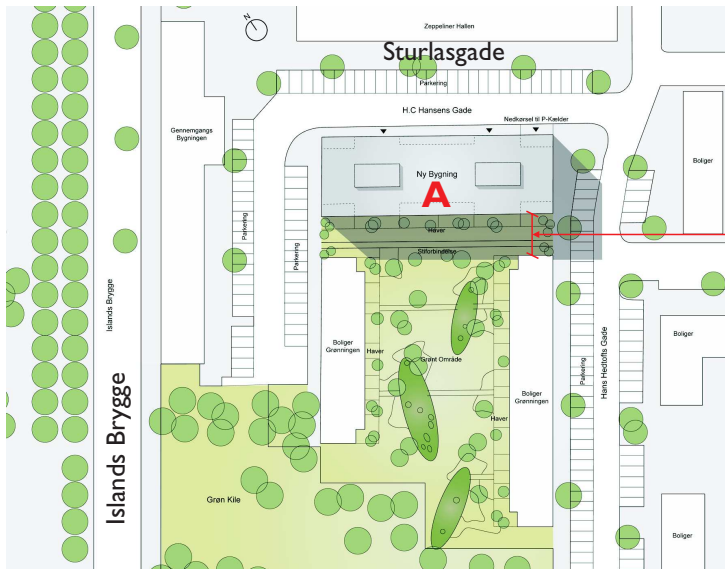 Zeppeliner Hallen
N
Sturlasgade
Parkering
H.C Hansens Gade
Nedkørsel til P-Kælder
Gennemgangs
Bygningen
Boliger
Ny Bygning
A
Haver
Parkering
Stiforbindelse
Parkering
Islands Brygge
Islands Brygge
Boliger
Grønningen
Haver
Grønt Område
Boliger
Grønningen
Haver
Parkering
Hans Hedtofts Gade
Boliger
Grøn Kile
Boliger